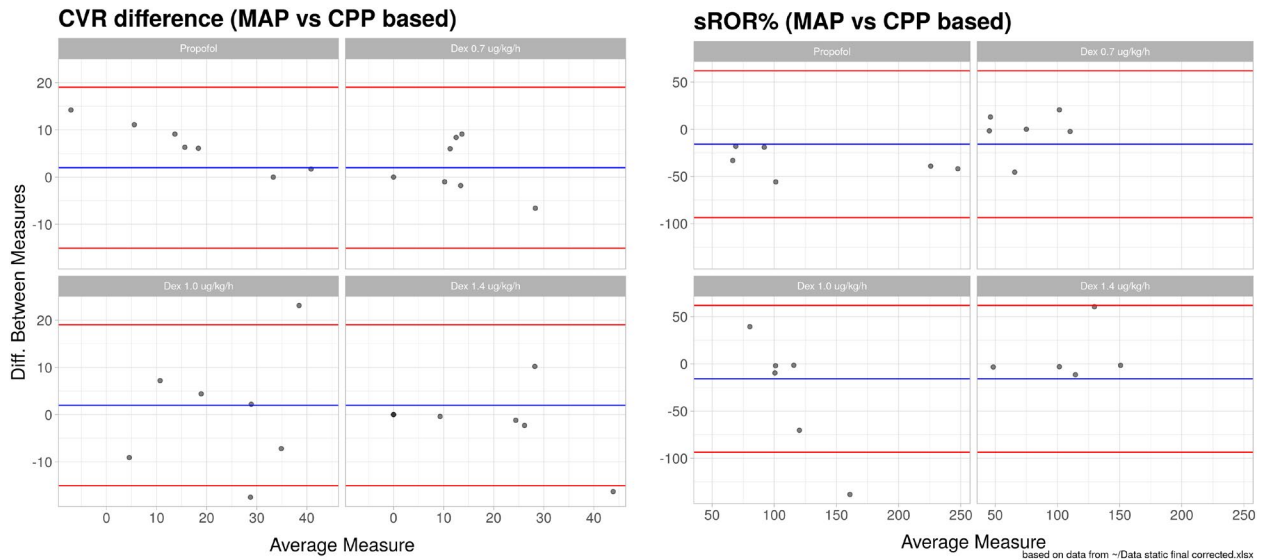 CVR difference (MAP vs CPP based)
Propofol
Dex 0.7 ug/kg/h
20
10
0
-10
Dex 1.0 ug/kg/h
Dex 1.4 ug/kg/h
20
10
0
-10
0 10 20 30 40 0 10 20 30 40
Diff. Between Measures
Average Measure
sROR% (MAP vs CPP based)
Propofol
Dex 0.7 ug/kg/h
50
0
-50
-100
Dex 1.0 ug/kg/h
Dex 1.4 ug/kg/h
50
0
-50
-100
50 100 150 200 250 50 100 150 200 250
Average Measure
based on data from ~/Data static final corrected.xlsx